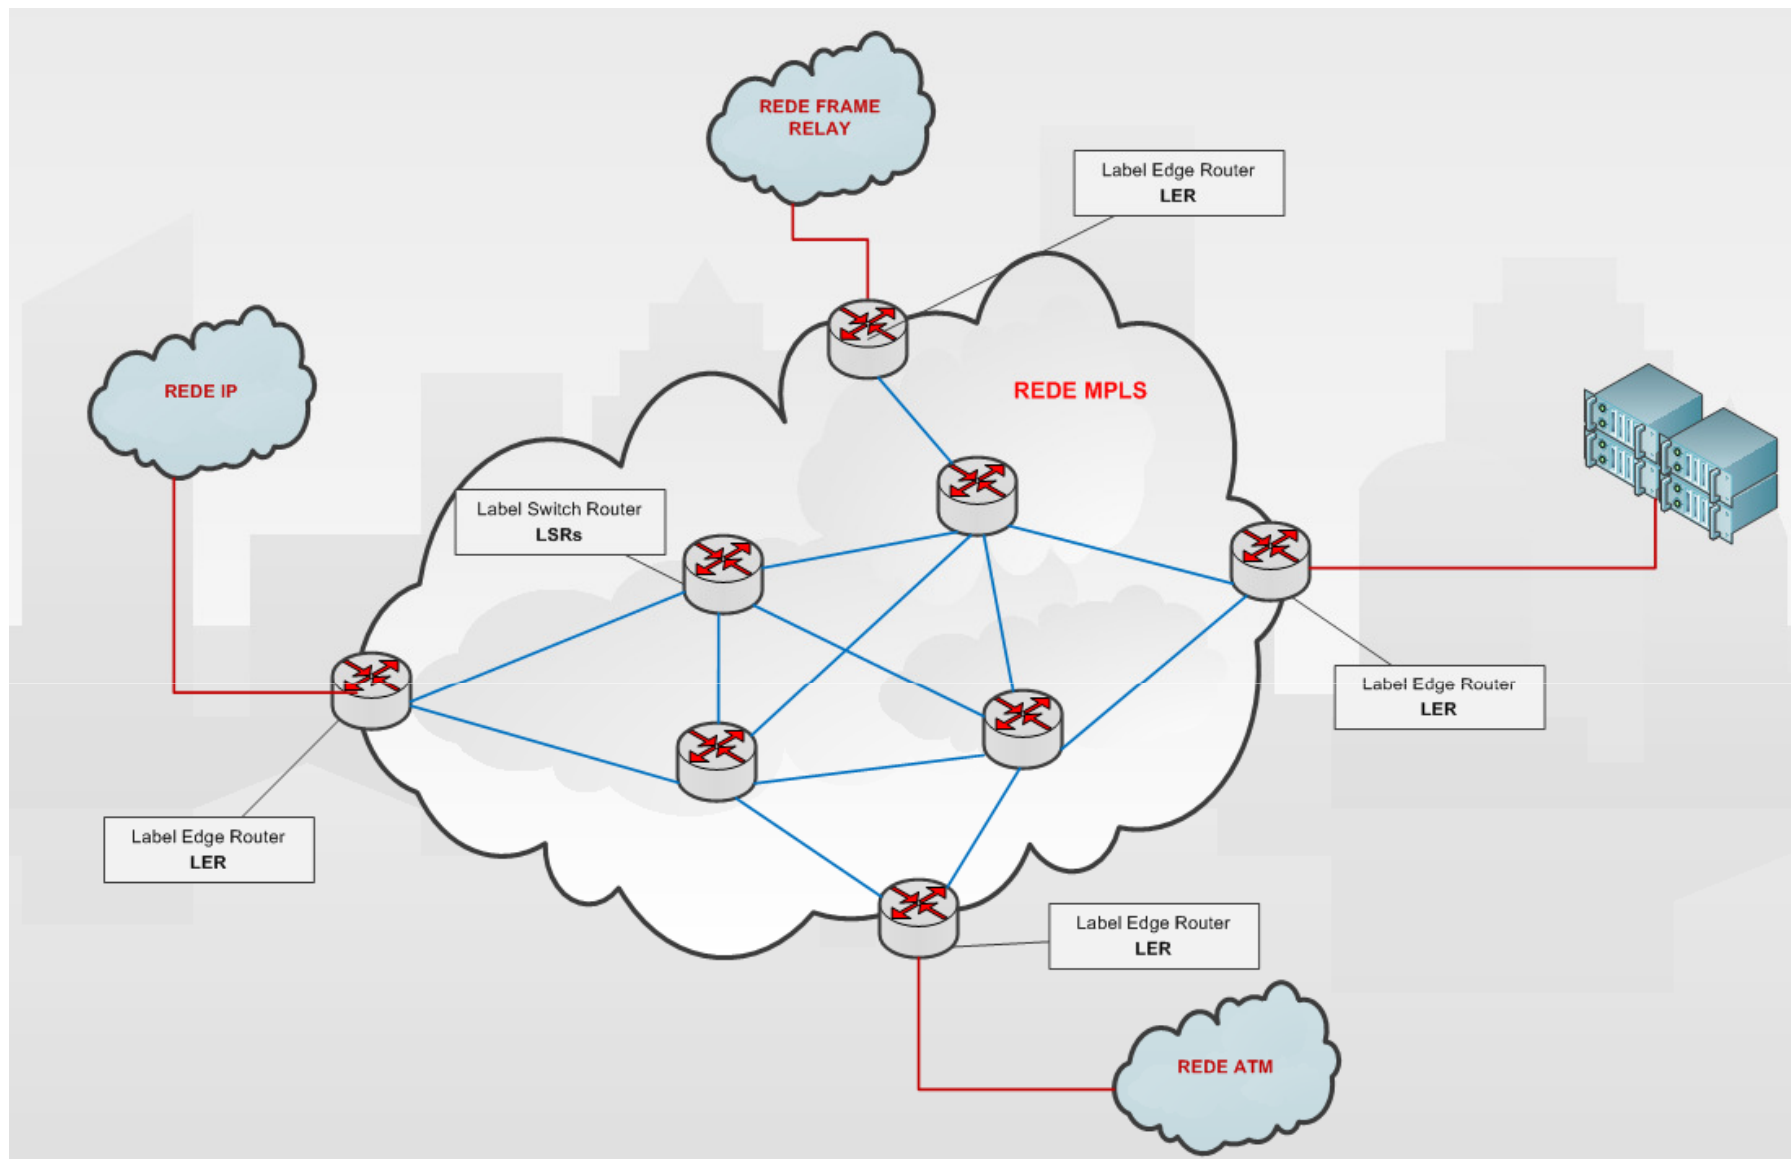 REDE FRAME
RELAY
Label Edge Router
LER
REDE IP
REDE MPLS
Label Switch Router
LSRs
Label Edge Router
LER
Label Edge Router
LER
Label Edge Router
LER
REDE ATM